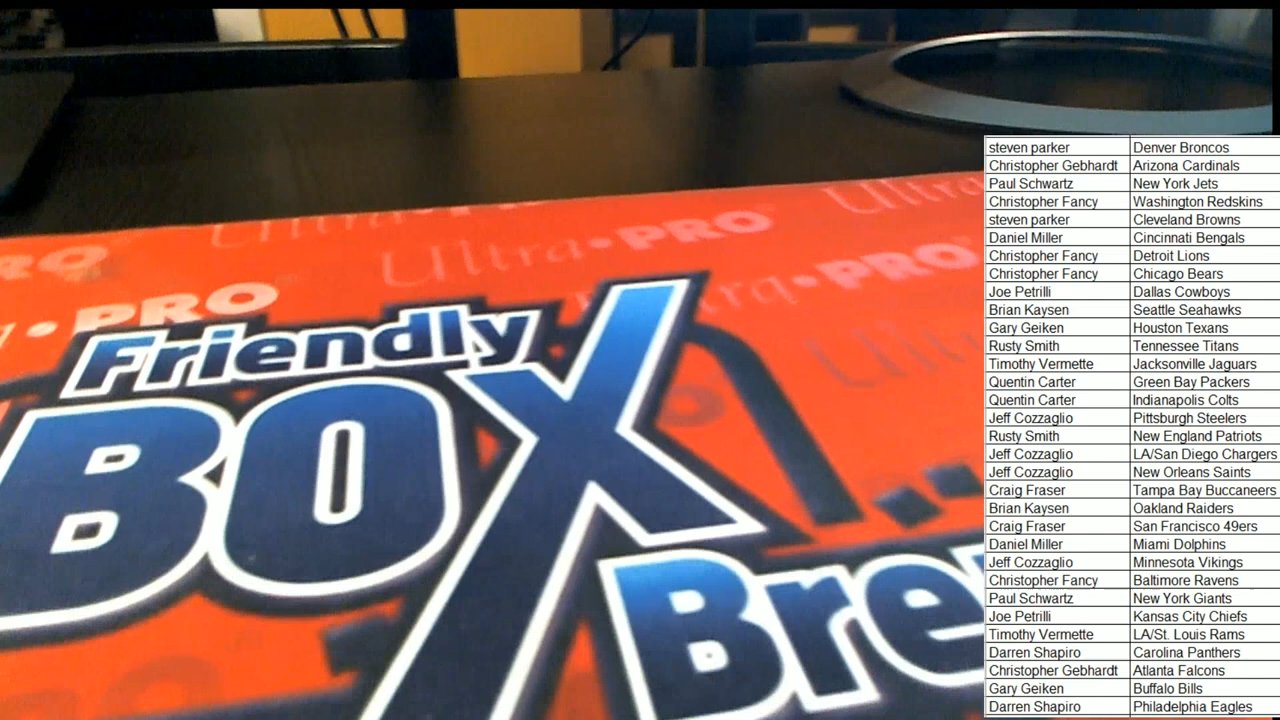 Ultra PRO
PRO
Ultra•PRO
Ultra•PRO
•PRO
Friendly
BOX
Bre
steven parker Denver Broncos
Christopher Gebhardt Arizona Cardinals
Paul Schwartz New York Jets
Christopher Fancy Washington Redskins
steven parker Cleveland Browns
Daniel Miller Cincinnati Bengals
Christopher Fancy Detroit Lions
Christopher Fancy Chicago Bears
Joe Petrilli Dallas Cowboys
Brian Kaysen Seattle Seahawks
Gary Geiken Houston Texans
Rusty Smith Tennessee Titans
Timothy Vermette Jacksonville Jaguars
Quentin Carter Green Bay Packers
Quentin Carter Indianapolis Colts
Jeff Cozzaglio Pittsburgh Steelers
Rusty Smith New England Patriots
Jeff Cozzaglio LA/San Diego Chargers
Jeff Cozzaglio New Orleans Saints
Craig Fraser Tampa Bay Buccaneers
Brian Kaysen Oakland Raiders
Craig Fraser San Francisco 49ers
Daniel Miller Miami Dolphins
Jeff Cozzaglio Minnesota Vikings
Christopher Fancy Baltimore Ravens
Paul Schwartz New York Giants
Joe Petrilli Kansas City Chiefs
Timothy Vermette LA/St. Louis Rams
Darren Shapiro Carolina Panthers
Christopher Gebhardt Atlanta Falcons
Gary Geiken Buffalo Bills
Darren Shapiro Philadelphia Eagles